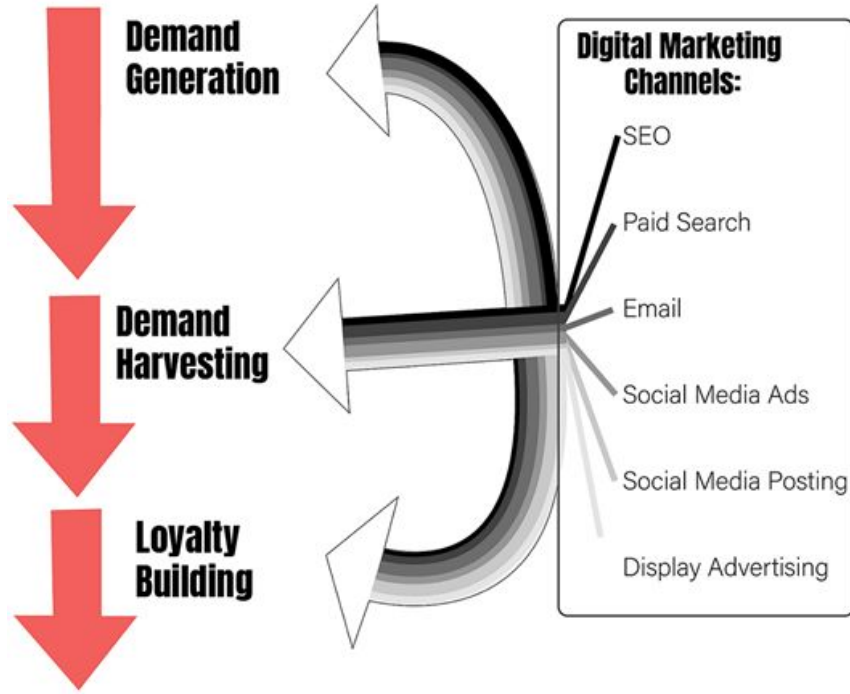 Demand
Generation
Demand
Harvesting
Loyalty
Building
Digital Marketing
Channels:
SEO
Paid Search
Email
Social Media Ads
Social Media Posting
Display Advertising